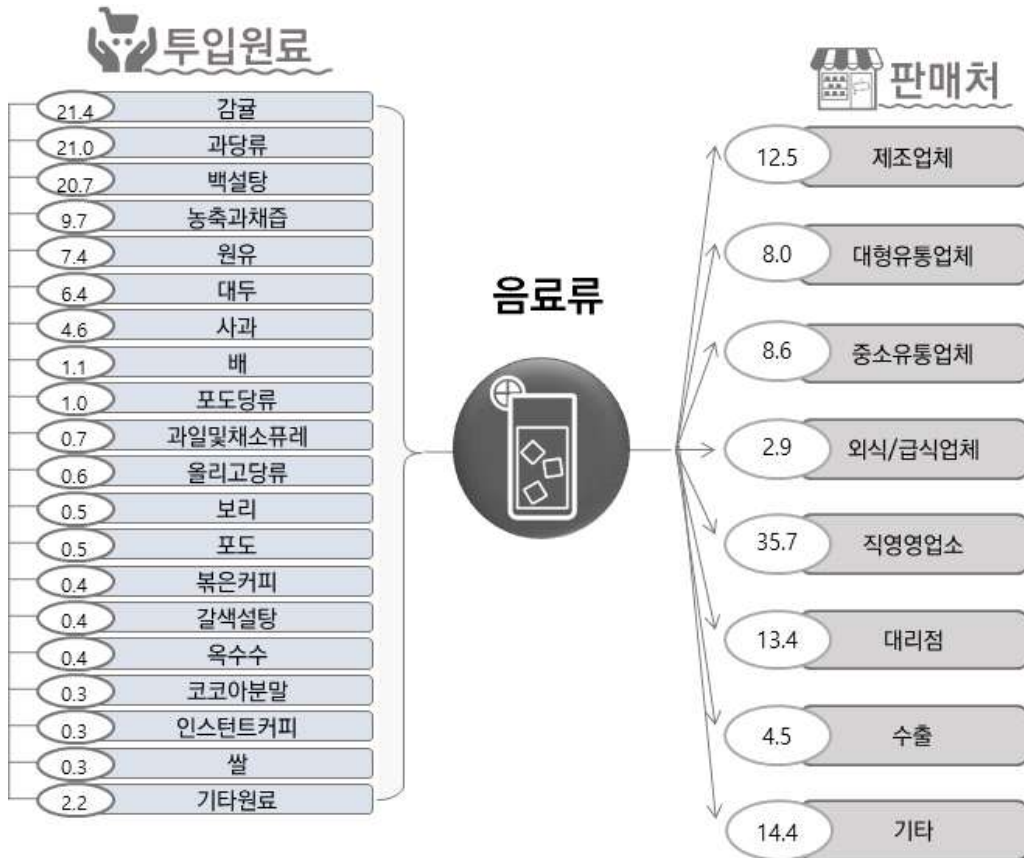 투입원료
21.4 감귤
21.0 과당류
20.7 백설탕
9.7 농축과채즙
7.4 원유
6.4 대두
4.6 사과
1.1 배
1.0 포도당류
0.7 과일및채소퓨레
0.6 올리고당류
0.5 보리
0.5 포도
0.4 볶은커피
0.4 갈색설탕
0.4 옥수수
0.3 코코아분말
0.3 인스턴트커피
0.3 쌀
2.2 기타원료
음료류
판매처
12.5 제조업체
8.0 대형유통업체
8.6 중소유통업체
2.9 외식/급식업체
35.7 직영영업소
13.4 대리점
4.5 수출
14.4 기타